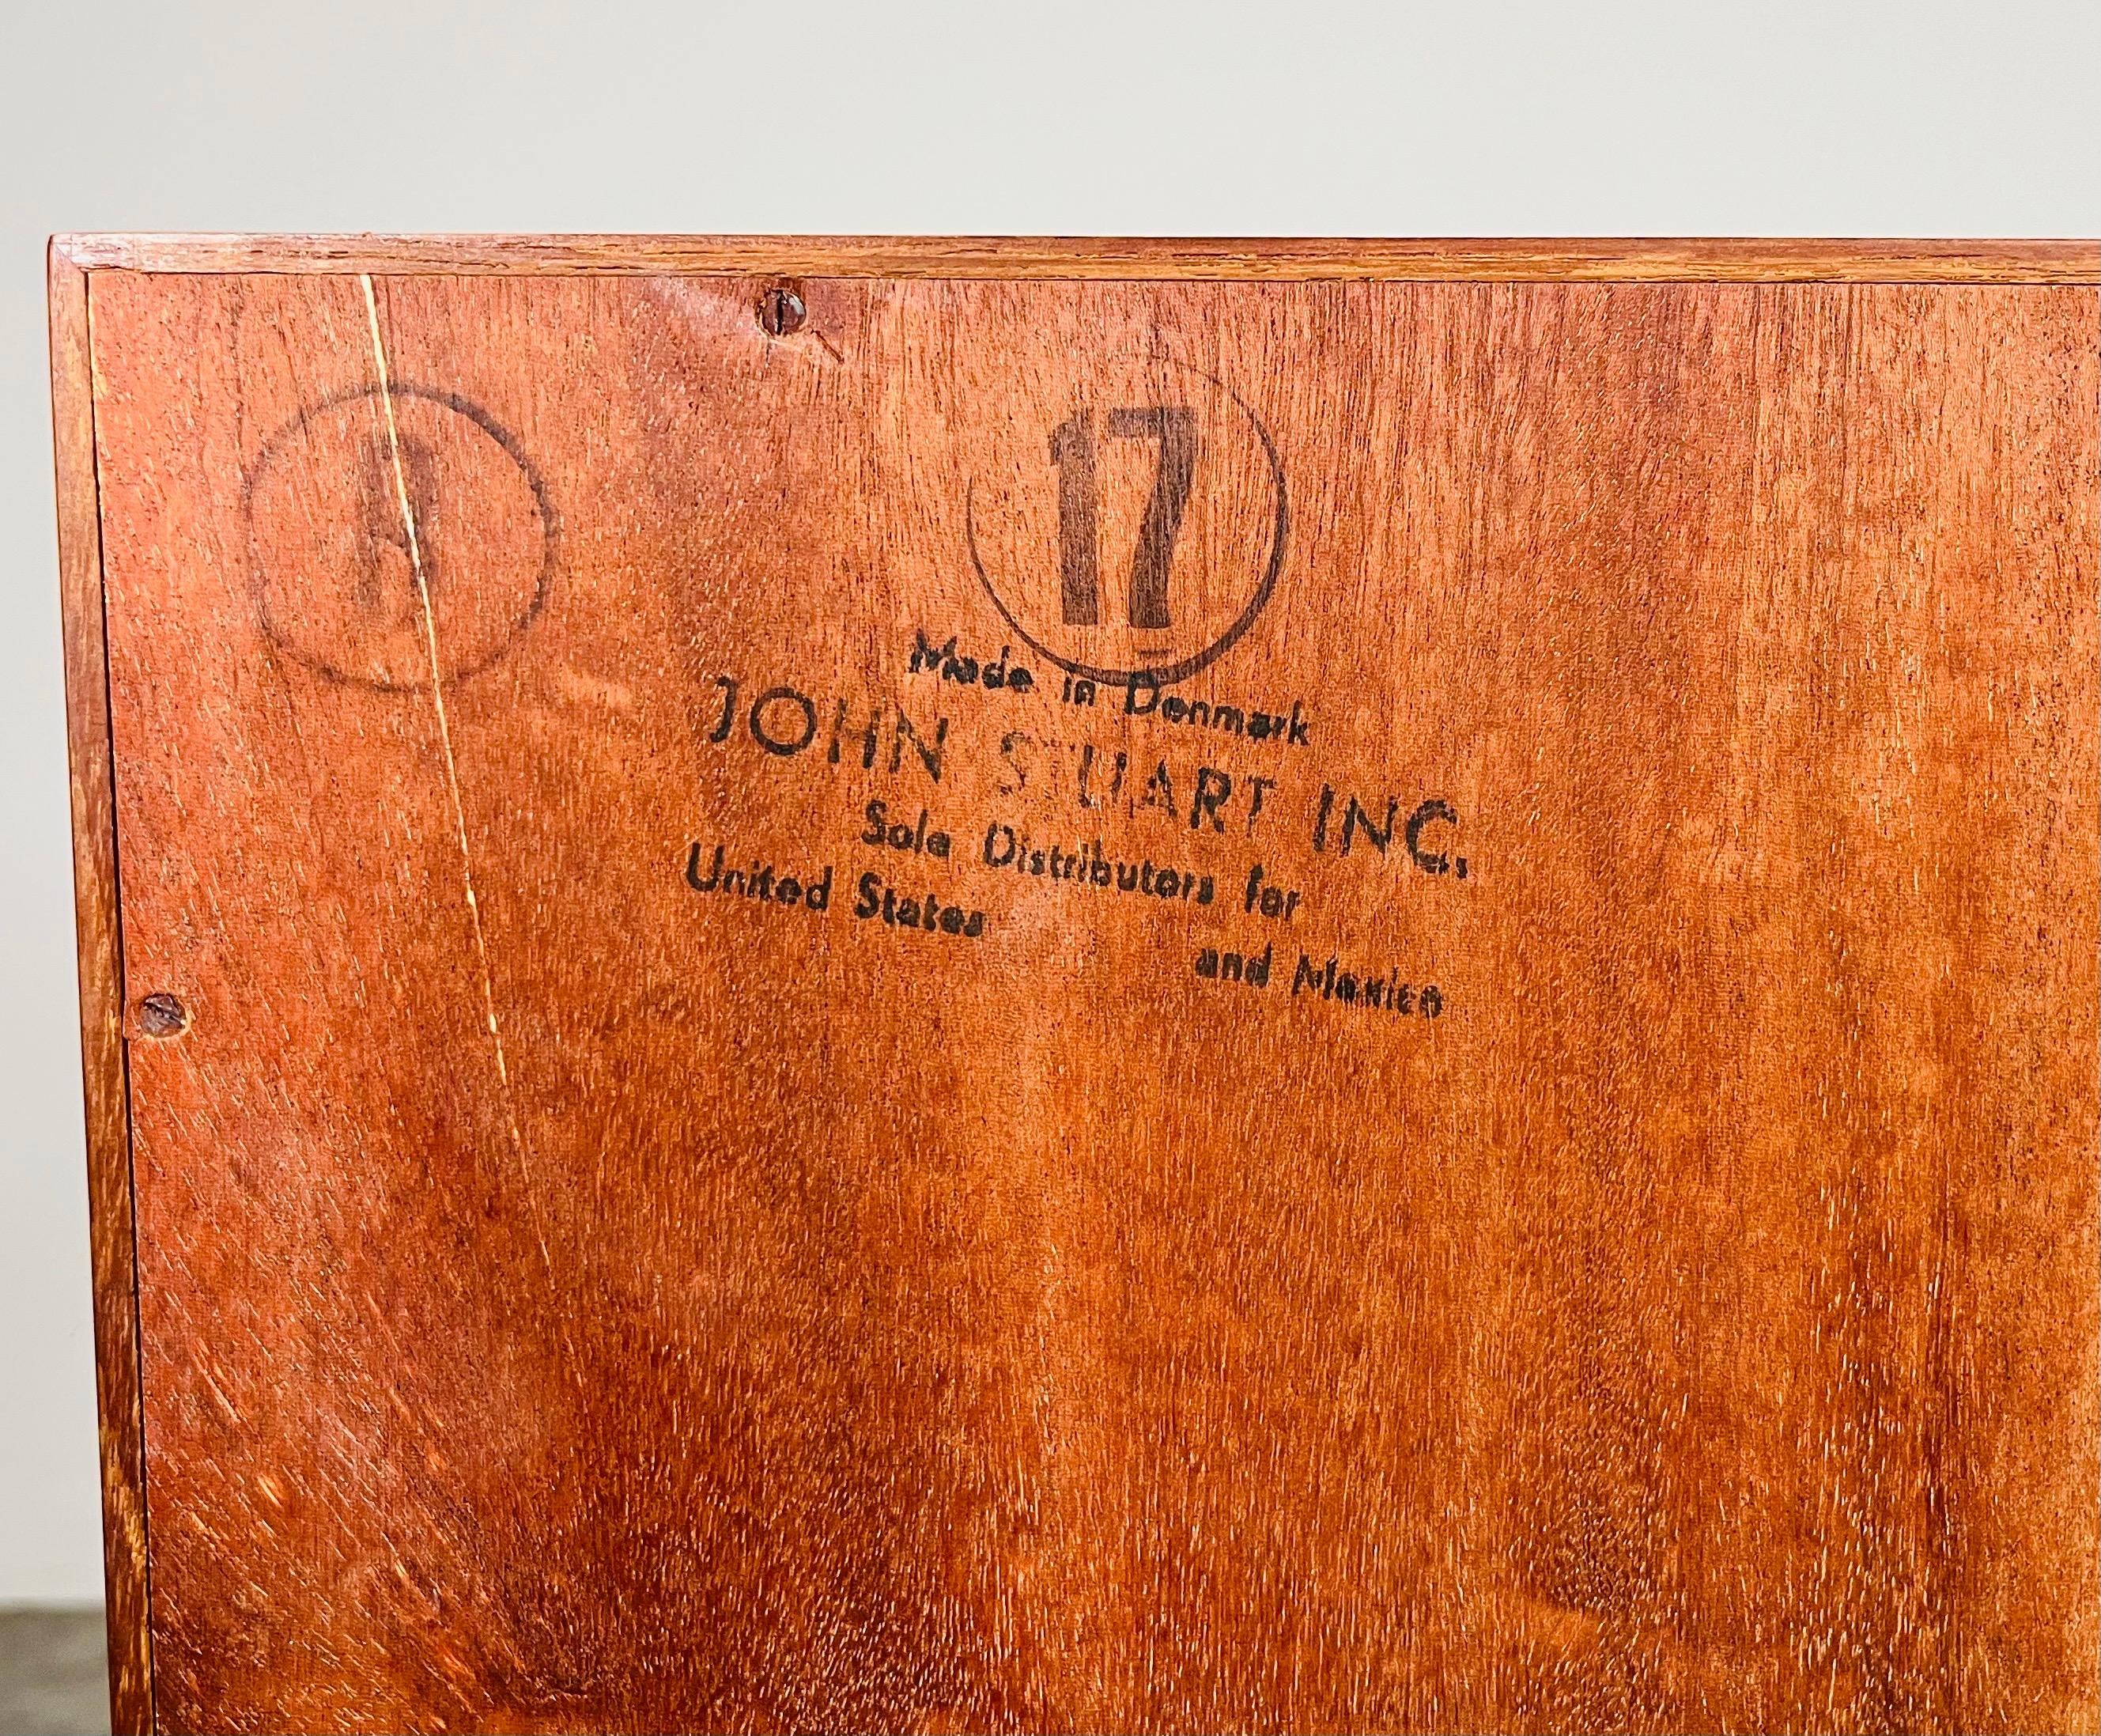 A
17
Made in Denmark
JOHN STUART INC.
Sole Distributors for
United States and Mexico